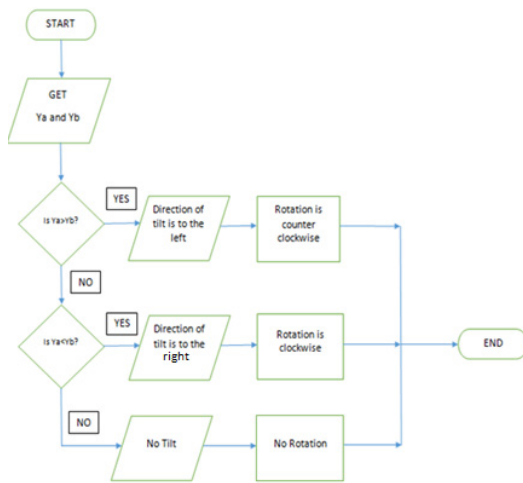 START
GET
Ya and Yb
YES
Is Ya>Yb?
Direction of
tilt is to the
left
Rotation is
counter
clockwise
NO
YES
Is Ya<Yb?
Direction of
tilt is to the
right
Rotation is
clockwise
END
NO
No Tilt
No Rotation